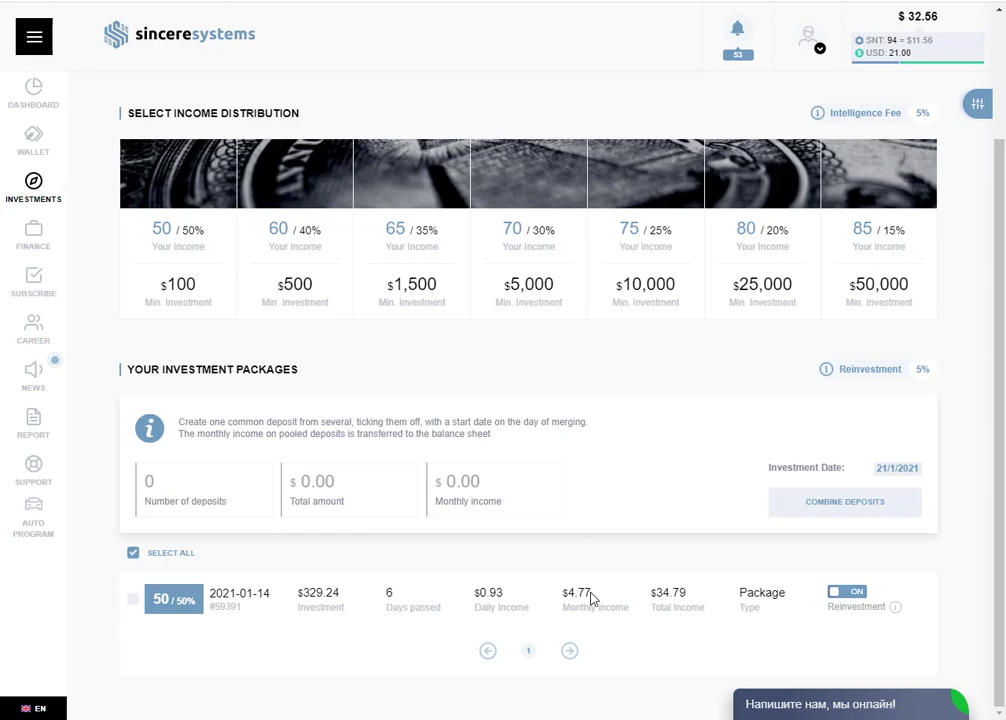 sinceresystems
53
$ 32.56
SNT: 94 = $11.56
USD: 21.00
DASHBOARD
WALLET
INVESTMENTS
FINANCE
SUBSCRIBE
CAREER
NEWS
REPORT
SUPPORT
AUTO
PROGRAM
EN
SELECT INCOME DISTRIBUTION
Intelligence Fee 5%
50 / 50% 60 / 40% 65 / 35% 70 / 30% 75 / 25% 80 / 20% 85 / 15%
Your Income Your Income Your Income Your Income Your Income Your Income Your Income
$100 $500 $1,500 $5,000 $10,000 $25,000 $50,000
Min. Investment Min. Investment Min. Investment Min. Investment Min. Investment Min. Investment Min. Investment
YOUR INVESTMENT PACKAGES
Reinvestment 5%
Create one common deposit from several, ticking them off, with a start date on the day of merging.
The monthly income on pooled deposits is transferred to the balance sheet
0 $ 0.00 $ 0.00
Number of deposits Total amount Monthly income
Investment Date: 21/1/2021
COMBINE DEPOSITS
SELECT ALL
50 / 50% 2021-01-14 $329.24 6 $0.93 $4.77 $34.79 Package ON
#59391 Investment Days passed Daily Income Monthly Income Total Income Type Reinvestment
1
Напишите нам, мы онлайн!